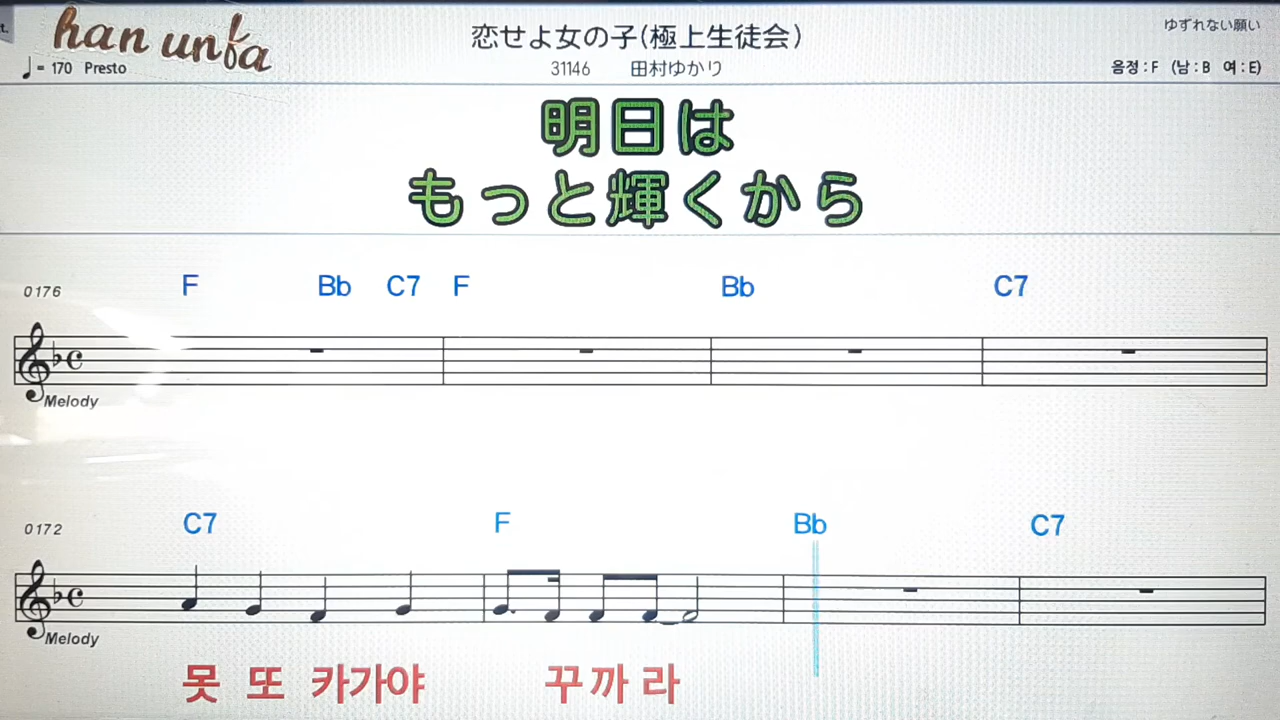 t.
han unfa
恋せよ女の子(極上生徒会)
ゆずれない願い
♩= 170 Presto
31146 田村ゆかり
음정 : F (남 : B 여 : E)
明日は
もっと輝くから
0176 F Bb C7 F Bb C7
Melody
0172 C7 F Bb C7
Melody
못 또 카가야 꾸까 라